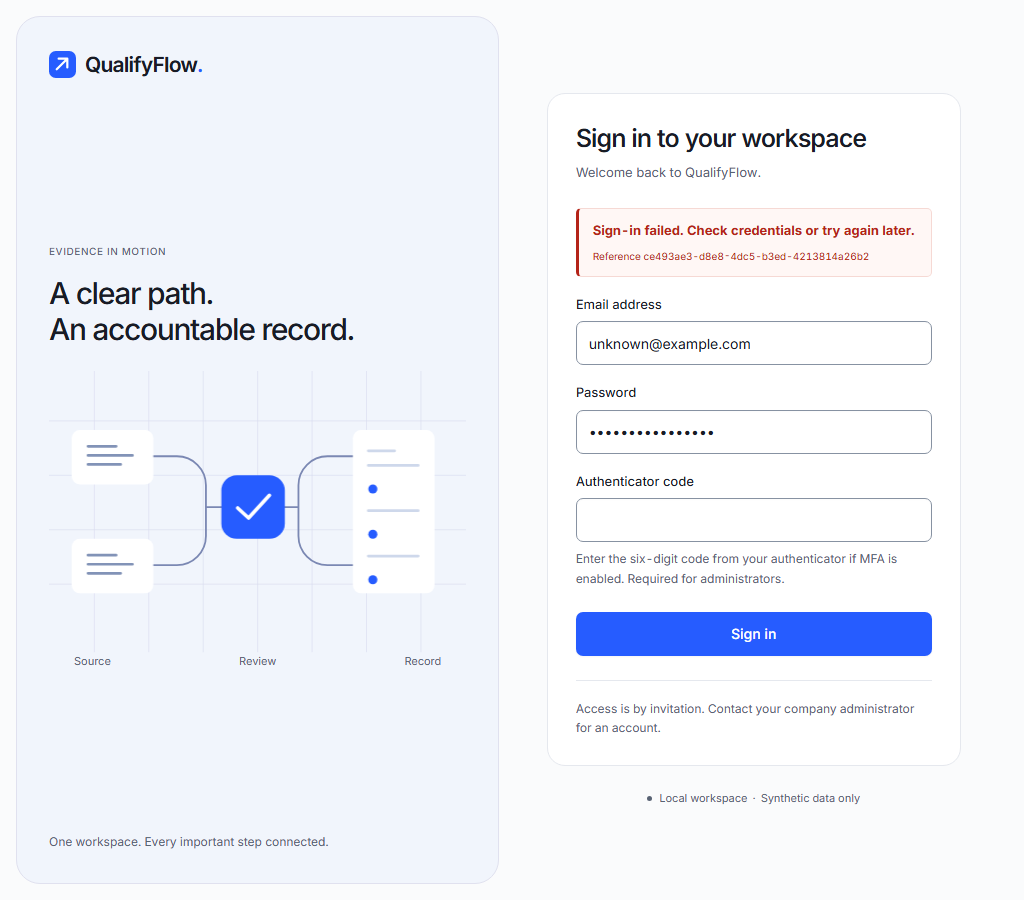 QualifyFlow.
EVIDENCE IN MOTION
A clear path.
An accountable record.
Source
Review
Record
One workspace. Every important step connected.
Sign in to your workspace
Welcome back to QualifyFlow.
Sign-in failed. Check credentials or try again later.
Reference ce493ae3-d8e8-4dc5-b3ed-4213814a26b2
Email address
unknown@example.com
Password
••••••••••••••••
Authenticator code
Enter the six-digit code from your authenticator if MFA is
enabled. Required for administrators.
Sign in
Access is by invitation. Contact your company administrator
for an account.
Local workspace · Synthetic data only